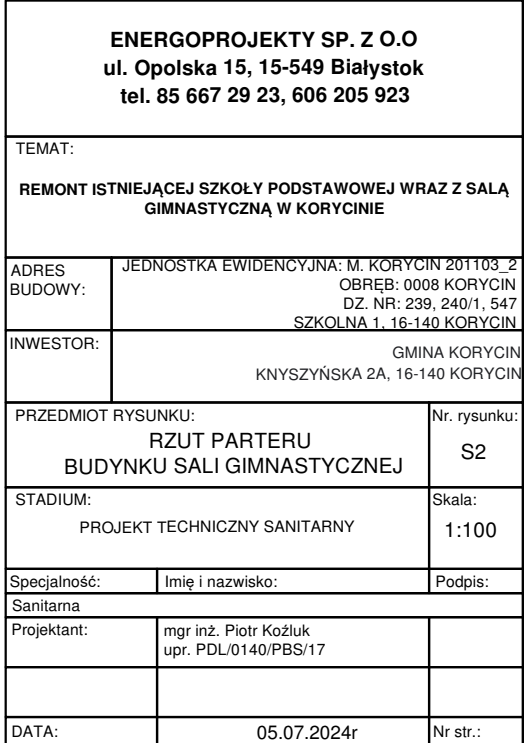 ENERGOPROJEKTY SP. Z O.O
ul. Opolska 15, 15-549 Białystok
tel. 85 667 29 23, 606 205 923
TEMAT:
REMONT ISTNIEJĄCEJ SZKOŁY PODSTAWOWEJ WRAZ Z SALĄ
GIMNASTYCZNĄ W KORYCINIE
ADRES
BUDOWY:
JEDNOSTKA EWIDENCYJNA: M. KORYCIN 201103_2
OBRĘB: 0008 KORYCIN
DZ. NR: 239, 240/1, 547
SZKOLNA 1, 16-140 KORYCIN
INWESTOR:
GMINA KORYCIN
KNYSZYŃSKA 2A, 16-140 KORYCIN
PRZEDMIOT RYSUNKU:
RZUT PARTERU
BUDYNKU SALI GIMNASTYCZNEJ
Nr. rysunku:
S2
STADIUM:
PROJEKT TECHNICZNY SANITARNY
Skala:
1:100
Specjalność: Imię i nazwisko: Podpis:
Sanitarna
Projektant:
mgr inż. Piotr Koźluk
upr. PDL/0140/PBS/17
DATA: 05.07.2024r Nr str.: